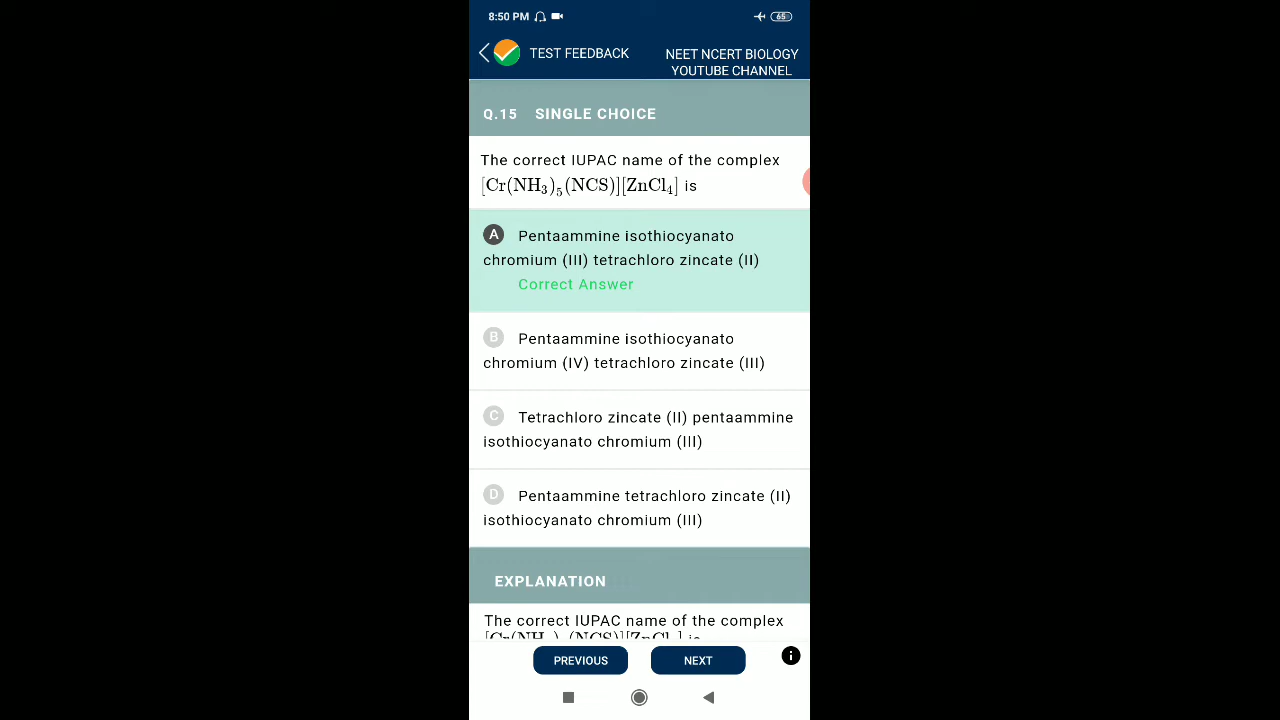 8:50 PM
65
TEST FEEDBACK
NEET NCERT BIOLOGY
YOUTUBE CHANNEL
Q.15 SINGLE CHOICE
The correct IUPAC name of the complex
[Cr(NH₃)₅(NCS)][ZnCl₄] is
A Pentaammine isothiocyanato
chromium (III) tetrachloro zincate (II)
Correct Answer
B Pentaammine isothiocyanato
chromium (IV) tetrachloro zincate (III)
C Tetrachloro zincate (II) pentaammine
isothiocyanato chromium (III)
D Pentaammine tetrachloro zincate (II)
isothiocyanato chromium (III)
EXPLANATION
The correct IUPAC name of the complex
PREVIOUS
NEXT